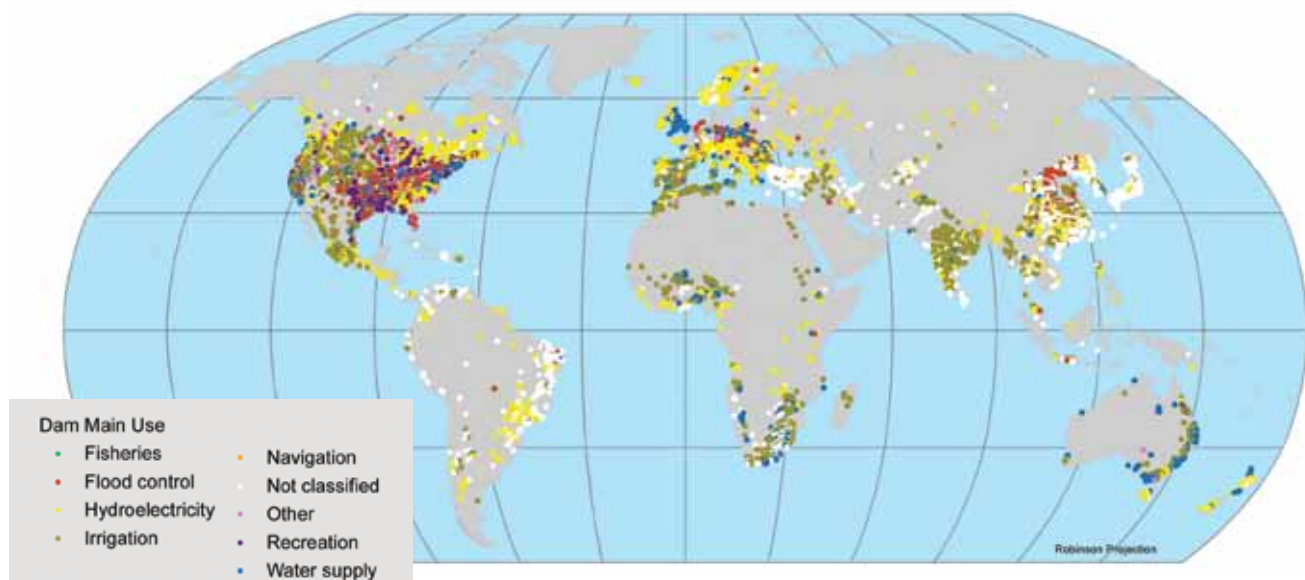 Dam Main Use
Fisheries
Flood control
Hydroelectricity
Irrigation
Navigation
Not classified
Other
Recreation
Water supply
Robinson Projection